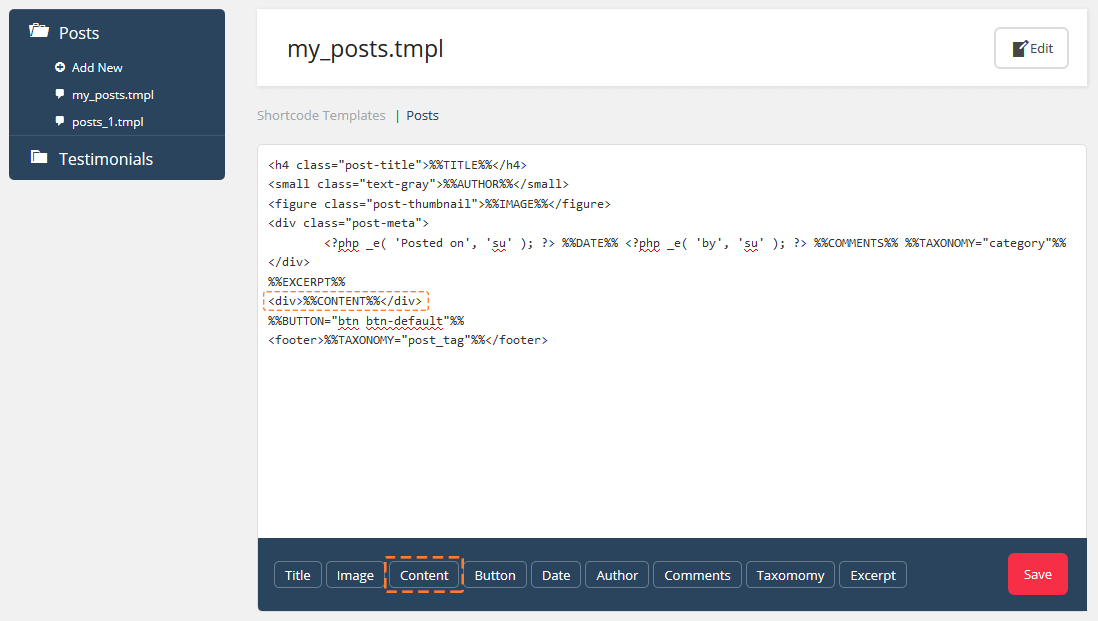 Posts
Add New
my_posts.tmpl
posts_1.tmpl
Testimonials
my_posts.tmpl
Edit
Shortcode Templates | Posts
<h4 class="post-title">%%TITLE%%</h4>
<small class="text-gray">%%AUTHOR%%</small>
<figure class="post-thumbnail">%%IMAGE%%</figure>
<div class="post-meta">
<?php _e( 'Posted on', 'su' ); ?> %%DATE%% <?php _e( 'by', 'su' ); ?> %%COMMENTS%% %%TAXONOMY="category"%%
</div>
%%EXCERPT%%
<div>%%CONTENT%%</div>
%%BUTTON="btn btn-default"%%
<footer>%%TAXONOMY="post_tag"%%</footer>
Title Image Content Button Date Author Comments Taxomomy Excerpt Save